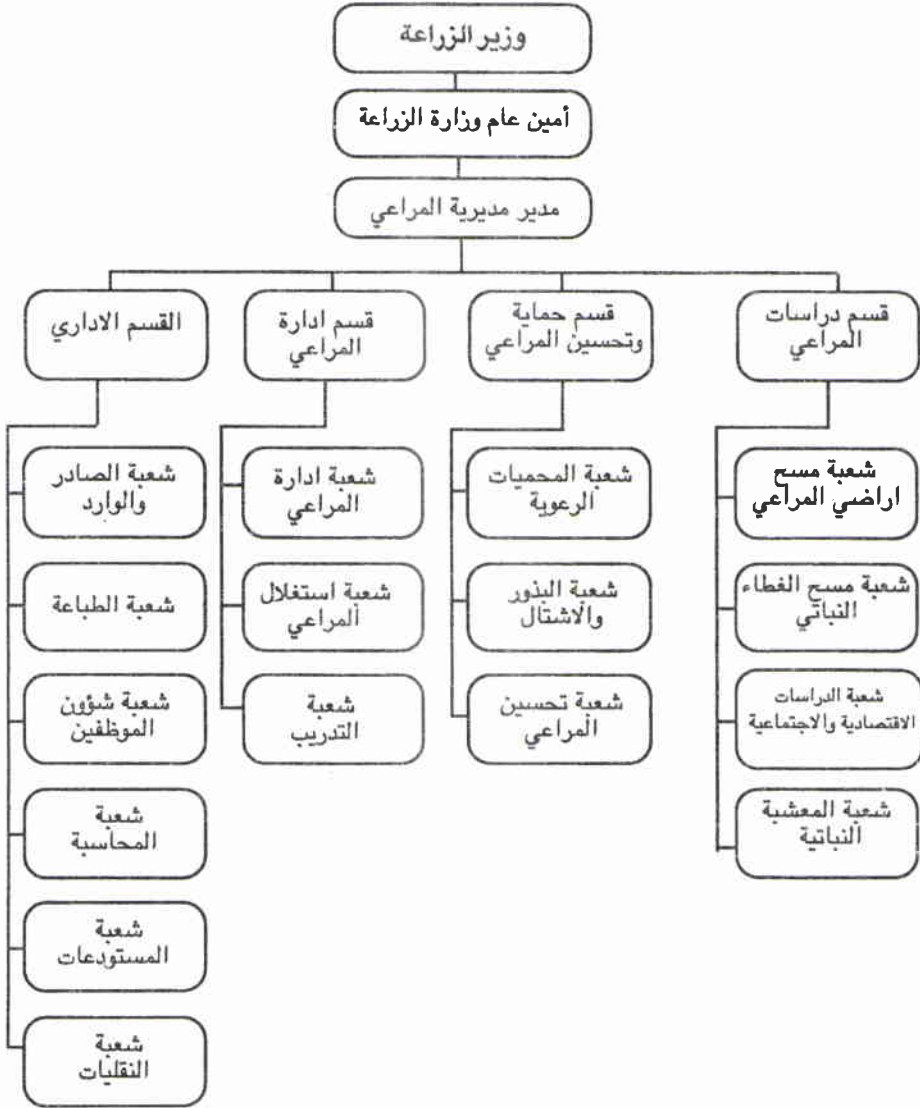 وزير الزراعة
أمين عام وزارة الزراعة
مدير مديرية المراعي
قسم دراسات
المراعي
شعبة مسح
اراضي المراعي
شعبة مسح الغطاء
النباتي
شعبة الدراسات
الاقتصادية والاجتماعية
شعبة المعشبة
النباتية
قسم حماية
وتحسين المراعي
شعبة المحميات
الرعوية
شعبة البذور
والاشتال
شعبة تحسين
المراعي
قسم ادارة
المراعي
شعبة ادارة
المراعي
شعبة استغلال
المراعي
شعبة
التدريب
القسم الاداري
شعبة الصادر
والوارد
شعبة الطباعة
شعبة شؤون
الموظفين
شعبة
المحاسبة
شعبة
المستودعات
شعبة
النقليات